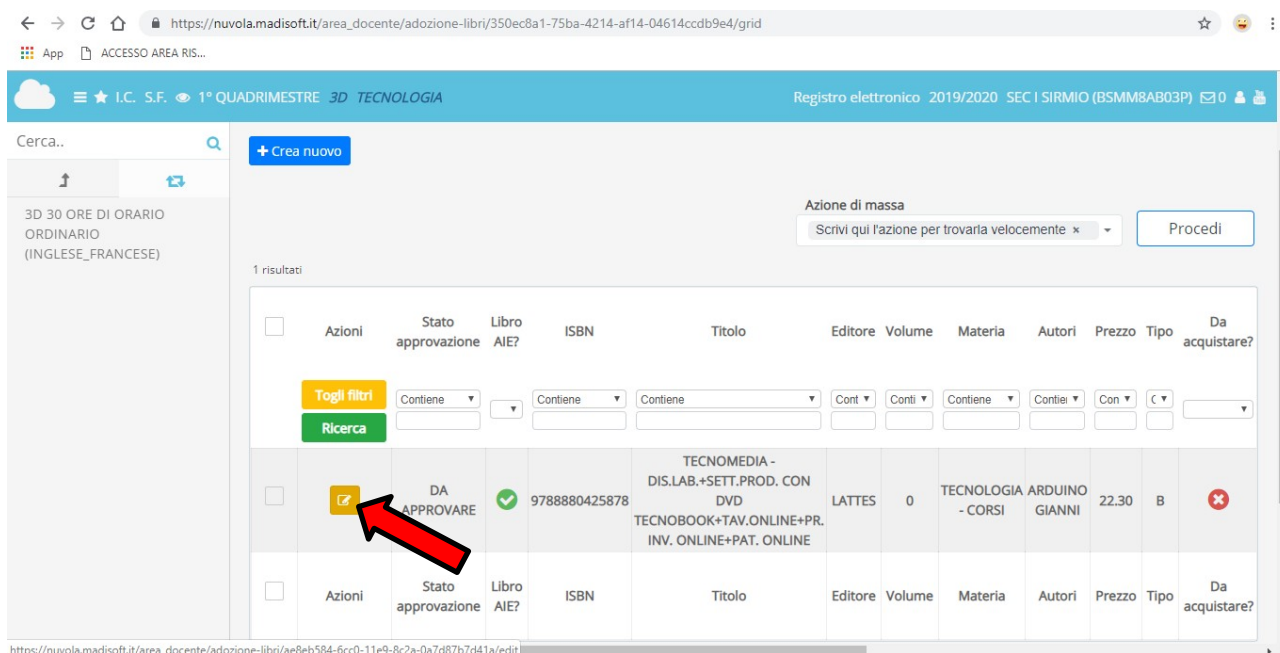 https://nuvola.madisoft.it/area_docente/adozione-libri/350ec8a1-75ba-4214-af14-04614ccdb9e4/grid
App ACCESSO AREA RIS...
I.C. S.F. 1° QUADRIMESTRE 3D TECNOLOGIA Registro elettronico 2019/2020 SEC I SIRMIO (BSMM8AB03P) 0
Cerca..
+ Crea nuovo
3D 30 ORE DI ORARIO
ORDINARIO
(INGLESE_FRANCESE)
Azione di massa
Scrivi qui l'azione per trovarla velocemente × Procedi
1 risultati
Azioni Stato approvazione Libro AIE? ISBN Titolo Editore Volume Materia Autori Prezzo Tipo Da acquistare?
Togli filtri Contiene Contiene Contiene Cont Conti Contiene Contiei Con C
Ricerca
DA APPROVARE 9788880425878 TECNOMEDIA -
DIS.LAB.+SETT.PROD. CON
DVD
TECNOBOOK+TAV.ONLINE+PR.
INV. ONLINE+PAT. ONLINE
LATTES 0 TECNOLOGIA - CORSI ARDUINO GIANNI 22.30 B
Azioni Stato approvazione Libro AIE? ISBN Titolo Editore Volume Materia Autori Prezzo Tipo Da acquistare?
https://nuvola.madisoft.it/area_docente/adozione-libri/ae8eb584-6cc0-11e9-8c2a-0a7d87b7d41a/edit